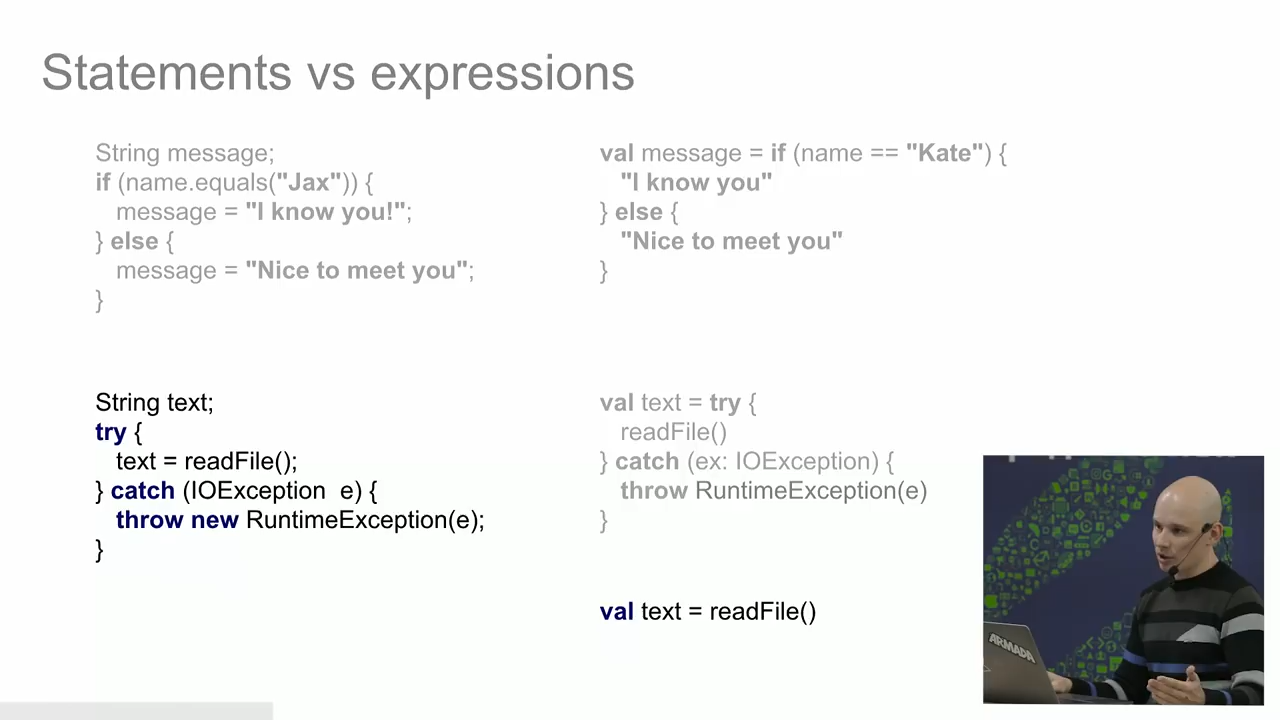 Statements vs expressions
String message;
if (name.equals("Jax")) {
message = "I know you!";
} else {
message = "Nice to meet you";
}
val message = if (name == "Kate") {
"I know you"
} else {
"Nice to meet you"
}
String text;
try {
text = readFile();
} catch (IOException  e) {
throw new RuntimeException(e);
}
val text = try {
readFile()
} catch (ex: IOException) {
throw RuntimeException(e)
}
val text = readFile()
ARMADA